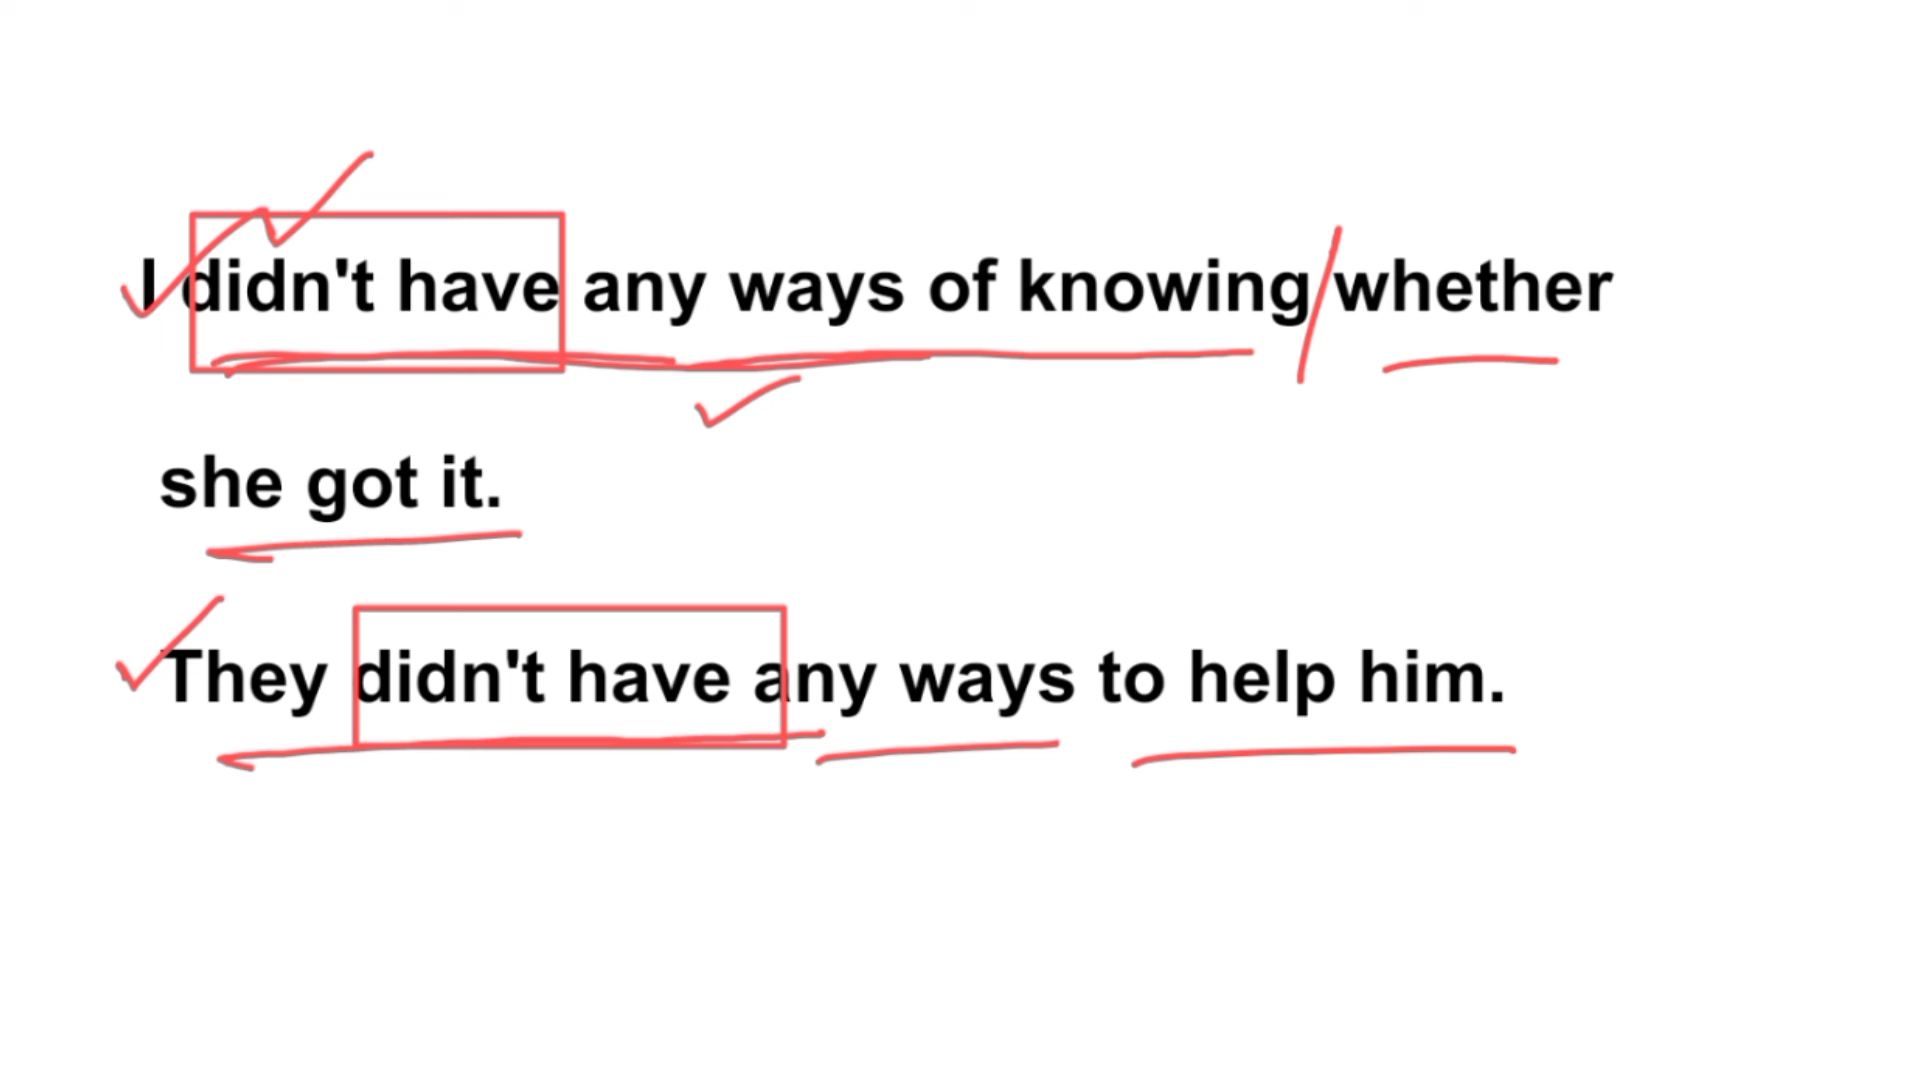 I didn't have any ways of knowing whether
she got it.
They didn't have any ways to help him.